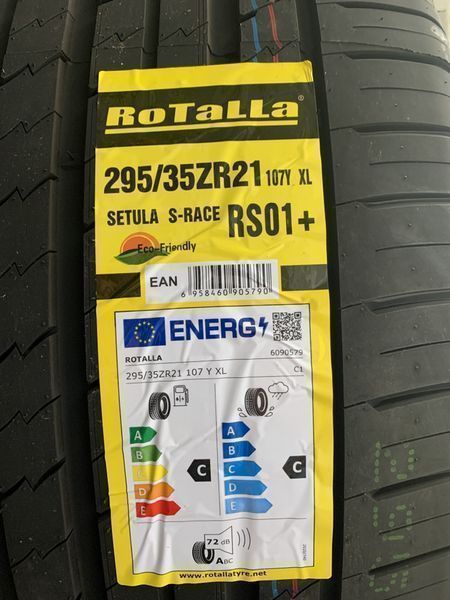 RoTaLLa®
295/35ZR21 107Y XL
SETULA S-RACE RS01+
Eco-Friendly
EAN
6 958460 905790
ENERG
ROTALLA 6090579
295/35ZR21 107 Y XL C1
A A
B B
C C C C
D D
E E
72 dB
ABC
www.rotallatyre.net